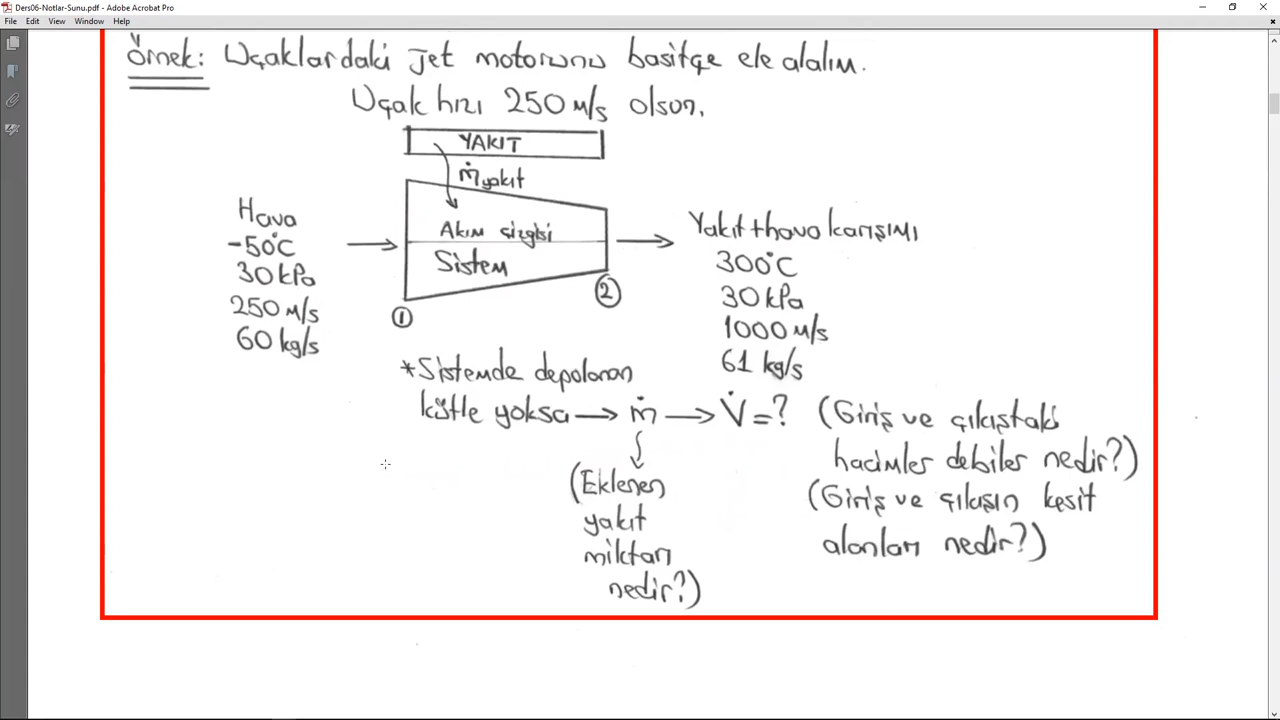 Ders06-Notlar-Sunu.pdf - Adobe Acrobat Pro
File Edit View Window Help
Örnek: Uçaklardaki jet motorunu basitçe ele alalım.
Uçak hızı 250 m/s olsun.
YAKIT
ṁyakıt
Hava
-50°C
30 kPa
250 m/s
60 kg/s
Akım çizgisi
Sistem
①
②
Yakıt+hava karışımı
300°C
30 kPa
1000 m/s
61 kg/s
*Sistemde depolanan
kütle yoksa → ṁ → V̇=?
(Eklenen
yakıt
miktarı
nedir?)
(Giriş ve çıkıştaki
hacimler debiler nedir?)
(Giriş ve çıkışın kesit
alanları nedir?)